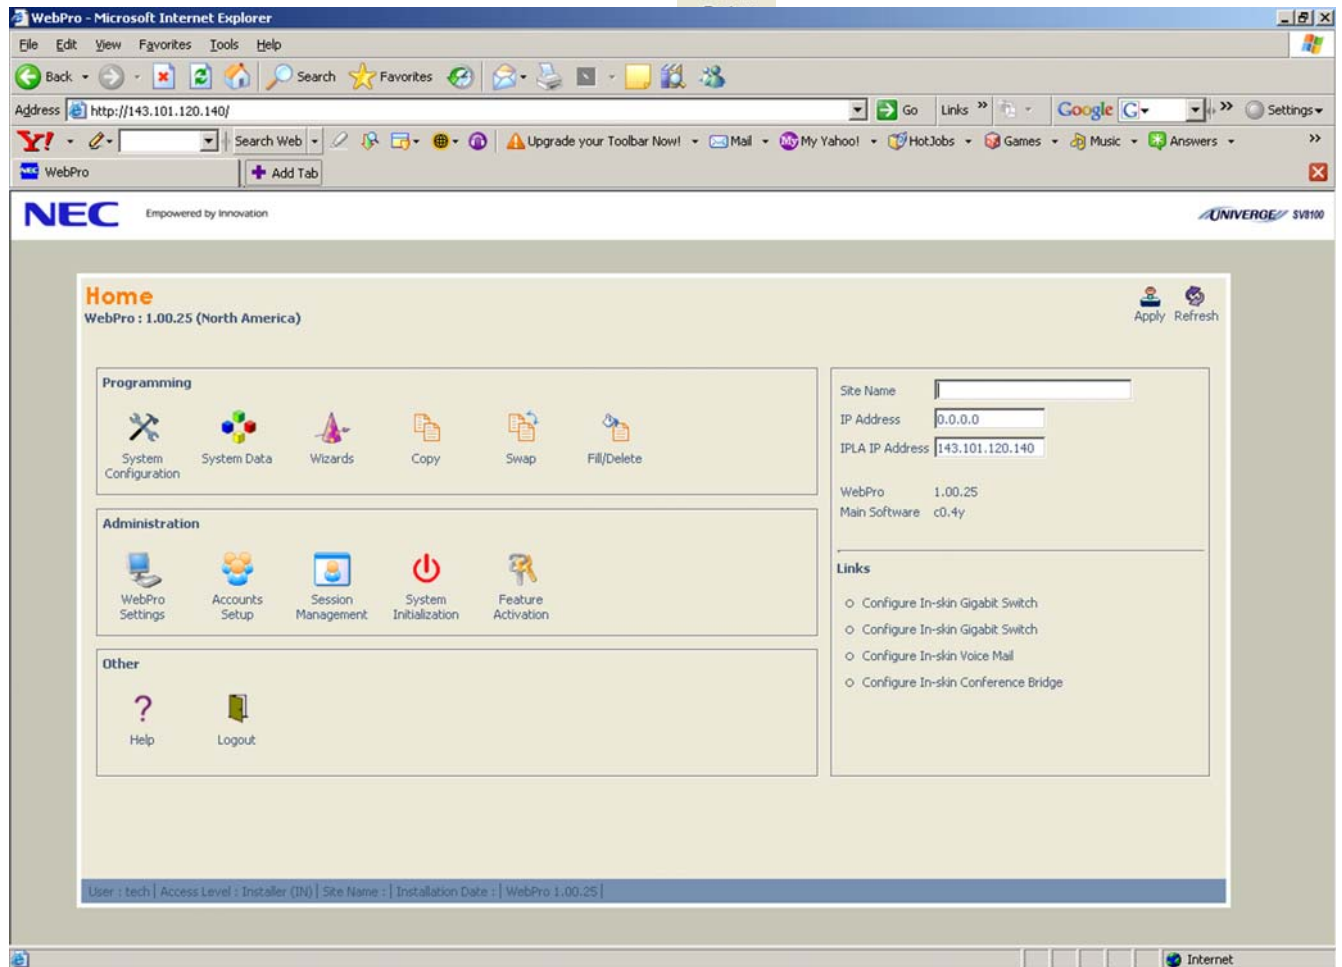 WebPro - Microsoft Internet Explorer
File Edit View Favorites Tools Help
Back Search Favorites
Address http://143.101.120.140/ Go Links » Google G Settings
Y! Search Web Upgrade your Toolbar Now! Mail My Yahoo! HotJobs Games Music Answers »
NEC WebPro Add Tab
NEC Empowered by Innovation UNIVERGE SV8100
Home
WebPro : 1.00.25 (North America)
Apply Refresh
Programming
System Configuration
System Data
Wizards
Copy
Swap
Fill/Delete
Administration
WebPro Settings
Accounts Setup
Session Management
System Initialization
Feature Activation
Other
? Help
Logout
Site Name
IP Address 0.0.0.0
IPLA IP Address 143.101.120.140
WebPro 1.00.25
Main Software c0.4y
Links
Configure In-skin Gigabit Switch
Configure In-skin Gigabit Switch
Configure In-skin Voice Mail
Configure In-skin Conference Bridge
User : tech | Access Level : Installer (IN) | Site Name : | Installation Date : | WebPro 1.00.25 |
Internet